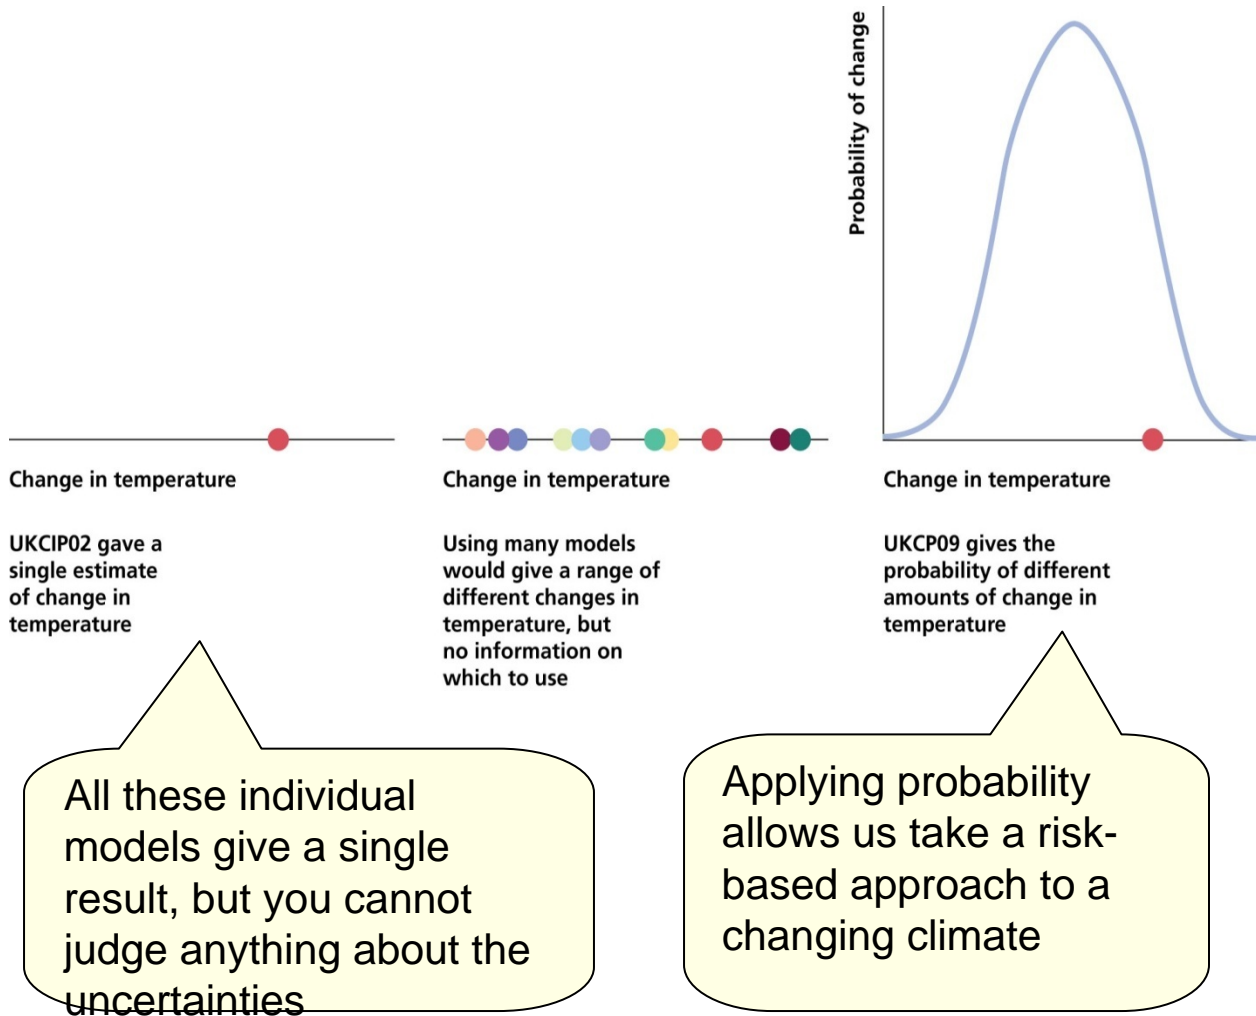 Probability of change
Change in temperature
UKCIP02 gave a
single estimate
of change in
temperature
Change in temperature
Using many models
would give a range of
different changes in
temperature, but
no information on
which to use
Change in temperature
UKCP09 gives the
probability of different
amounts of change in
temperature
All these individual
models give a single
result, but you cannot
judge anything about the
uncertainties
Applying probability
allows us take a risk-
based approach to a
changing climate